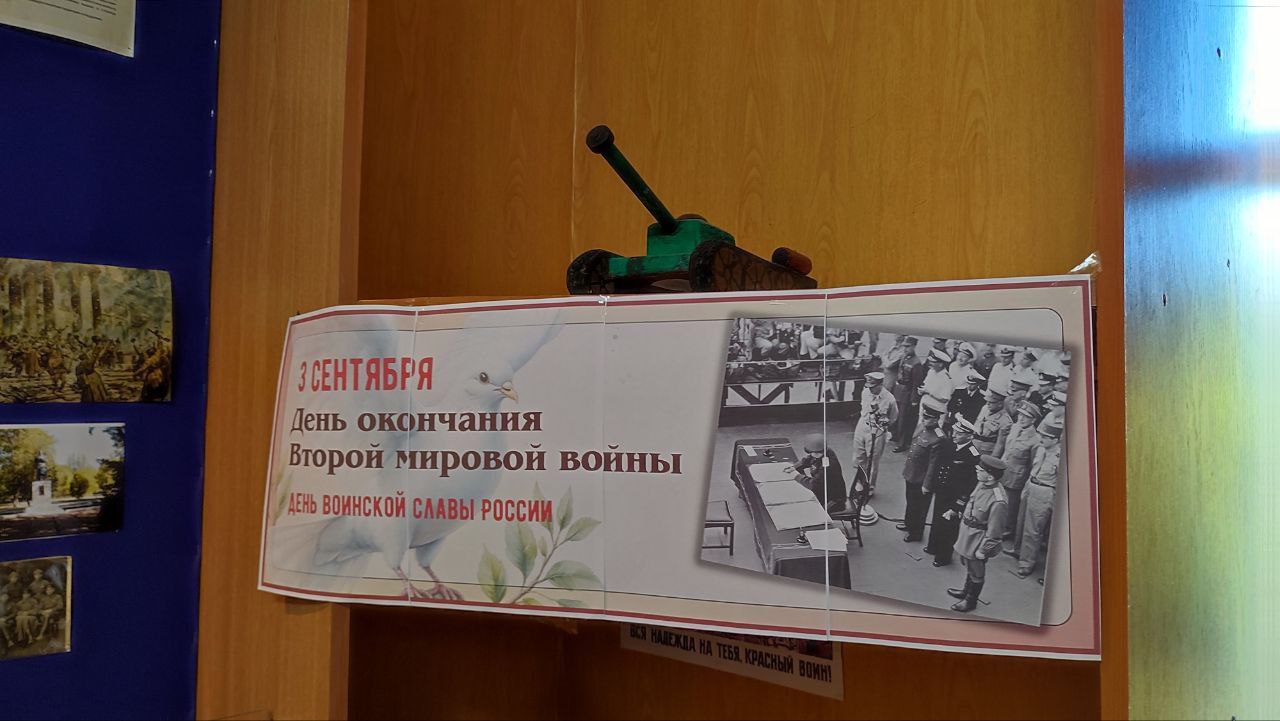 3 СЕНТЯБРЯ
День окончания
Второй мировой войны
ДЕНЬ ВОИНСКОЙ СЛАВЫ РОССИИ
ВСЯ НАДЕЖДА НА ТЕБЯ, КРАСНЫЙ ВОИН!